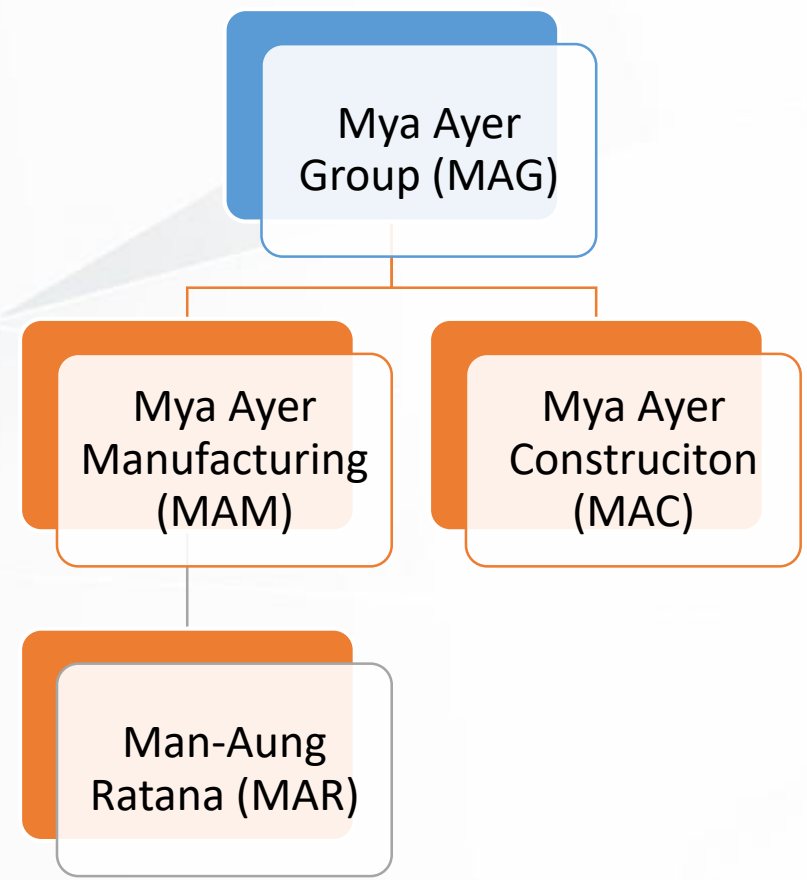 Mya Ayer
Group (MAG)
Mya Ayer
Manufacturing
(MAM)
Mya Ayer
Construciton
(MAC)
Man-Aung
Ratana (MAR)